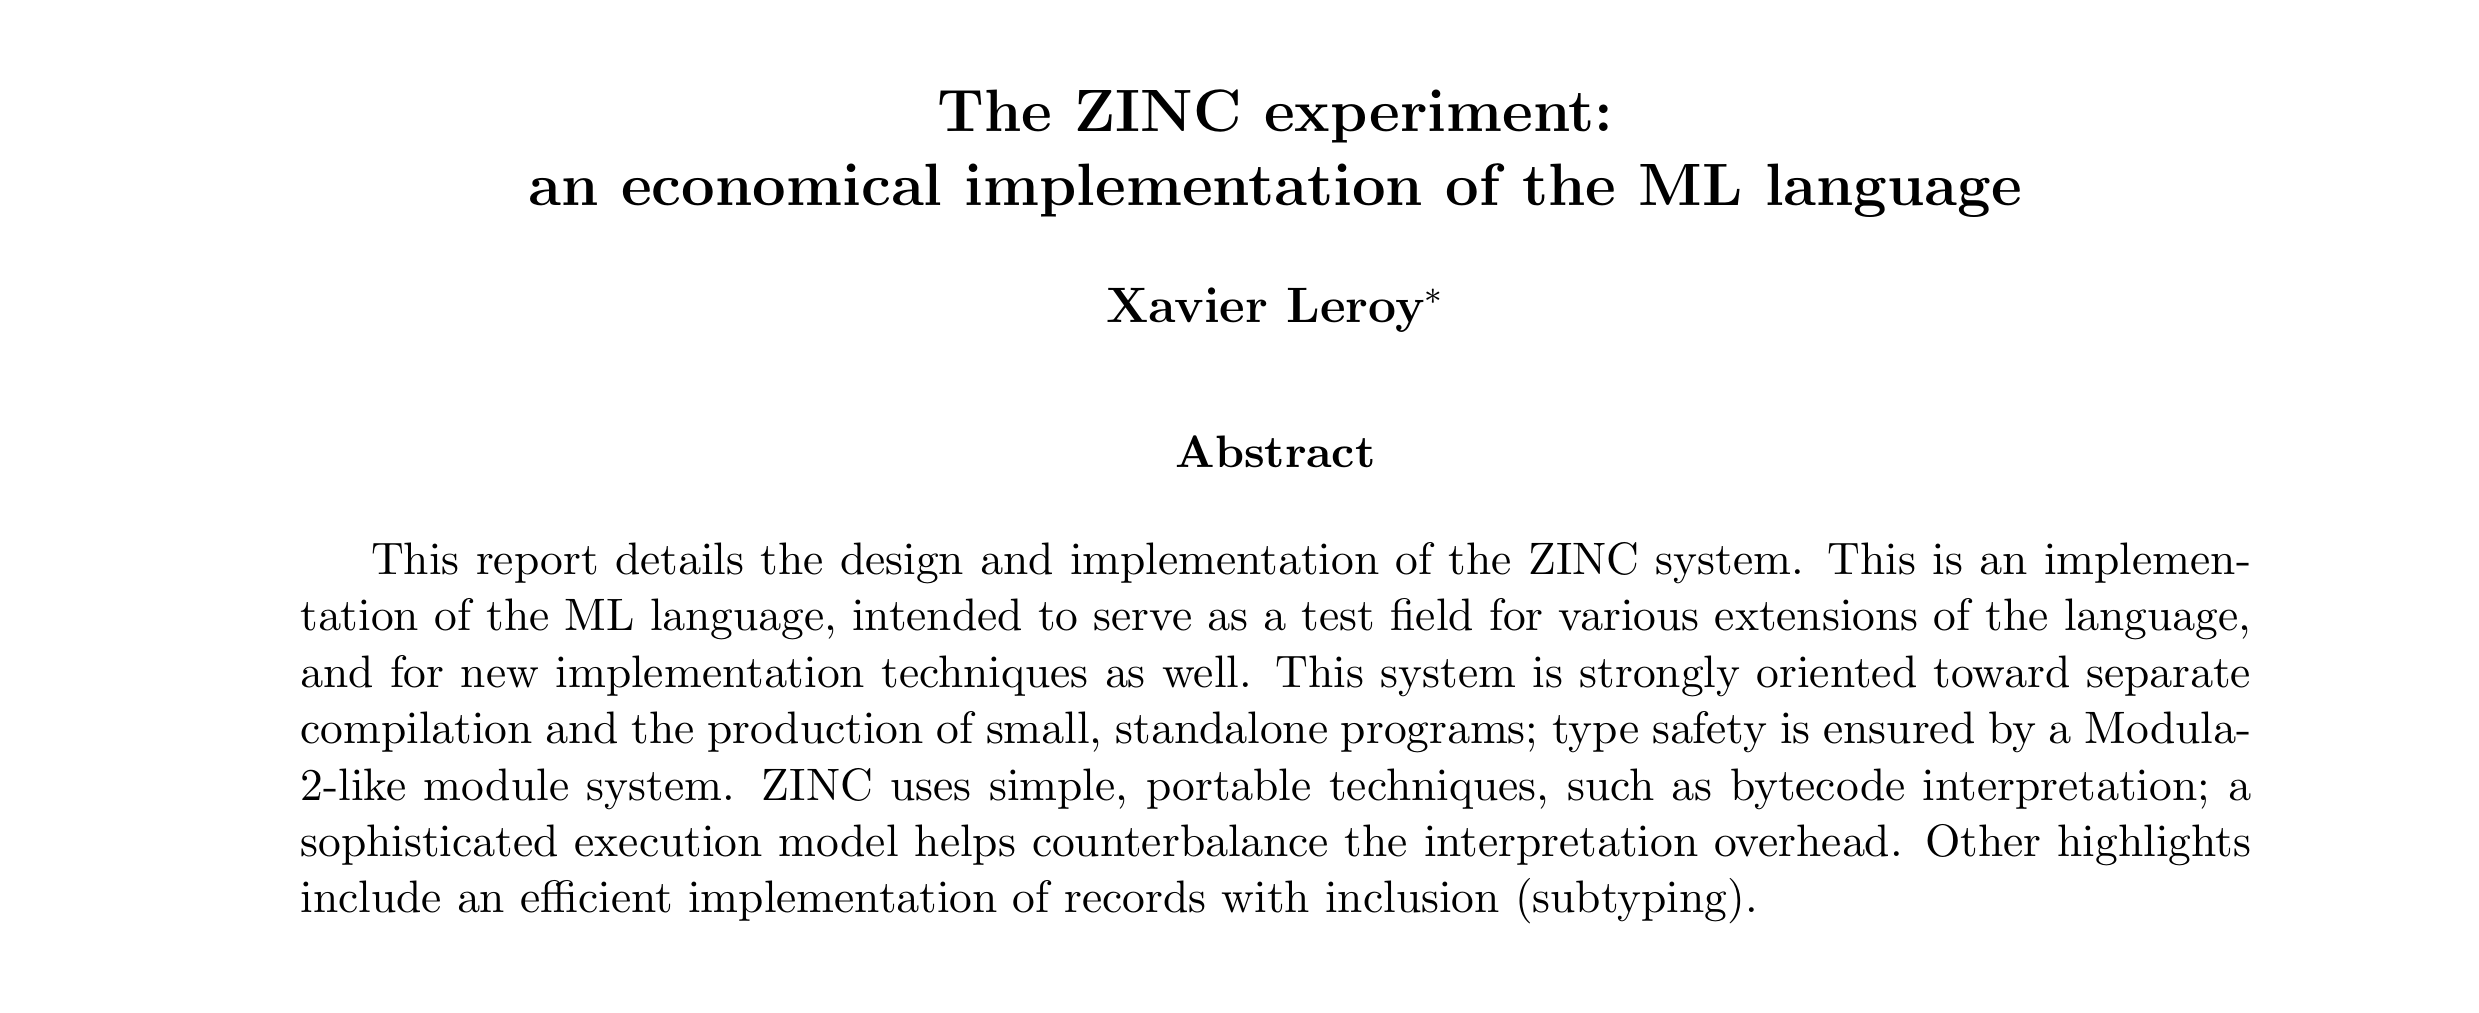 The ZINC experiment:
an economical implementation of the ML language
Xavier Leroy*
Abstract
This report details the design and implementation of the ZINC system. This is an implemen-
tation of the ML language, intended to serve as a test field for various extensions of the language,
and for new implementation techniques as well. This system is strongly oriented toward separate
compilation and the production of small, standalone programs; type safety is ensured by a Modula-
2-like module system. ZINC uses simple, portable techniques, such as bytecode interpretation; a
sophisticated execution model helps counterbalance the interpretation overhead. Other highlights
include an efficient implementation of records with inclusion (subtyping).